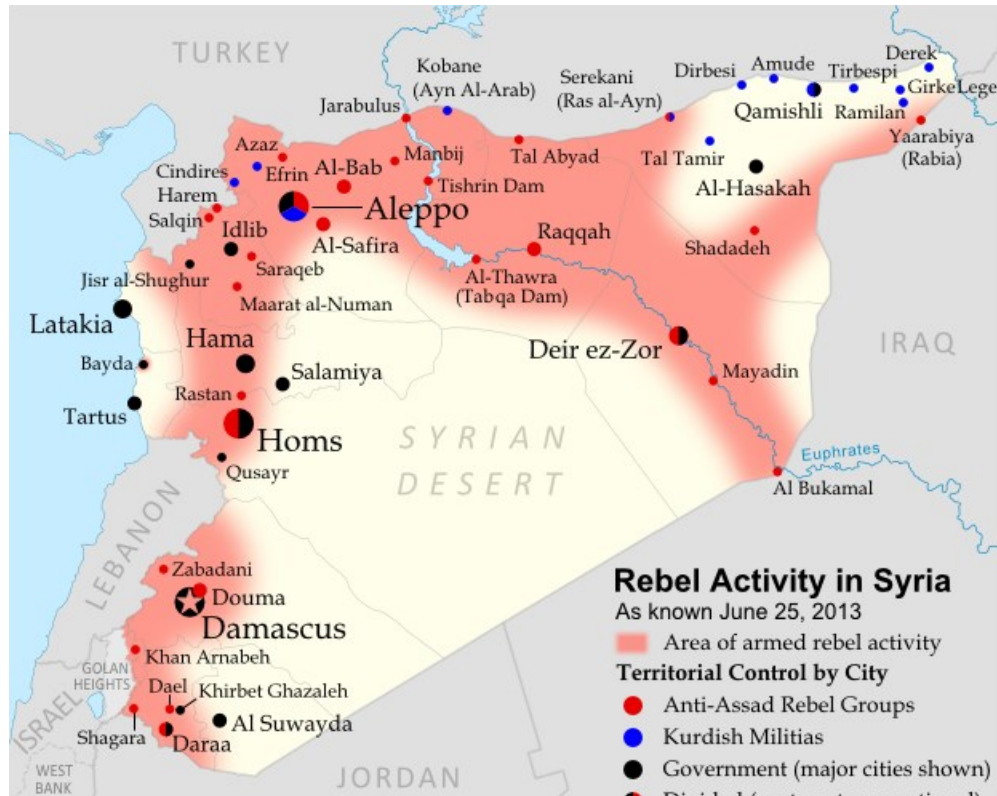 TURKEY
Kobane
(Ayn Al-Arab)
Serekani
(Ras al-Ayn)
Dirbesi
Amude
Tirbespi
Derek
GirkeLege
Qamishli
Ramilan
Yaarabiya
(Rabia)
Jarabulus
Azaz
Cindires
Efrin
Al-Bab
Manbij
Tal Abyad
Tal Tamir
Al-Hasakah
Harem
Salqin
Aleppo
Tishrin Dam
Idlib
Al-Safira
Raqqah
Shadadeh
Jisr al-Shughur
Saraqeb
Al-Thawra
(Tabqa Dam)
Maarat al-Numan
Latakia
Hama
Deir ez-Zor
IRAQ
Bayda
Salamiya
Mayadin
Rastan
Tartus
Homs
SYRIAN
DESERT
Qusayr
Euphrates
Al Bukamal
LEBANON
Zabadani
Douma
Damascus
Khan Arnabeh
GOLAN
HEIGHTS
Dael
Khirbet Ghazaleh
Al Suwayda
ISRAEL
Shagara
Daraa
WEST
BANK
JORDAN
Rebel Activity in Syria
As known June 25, 2013
Area of armed rebel activity
Territorial Control by City
Anti-Assad Rebel Groups
Kurdish Militias
Government (major cities shown)